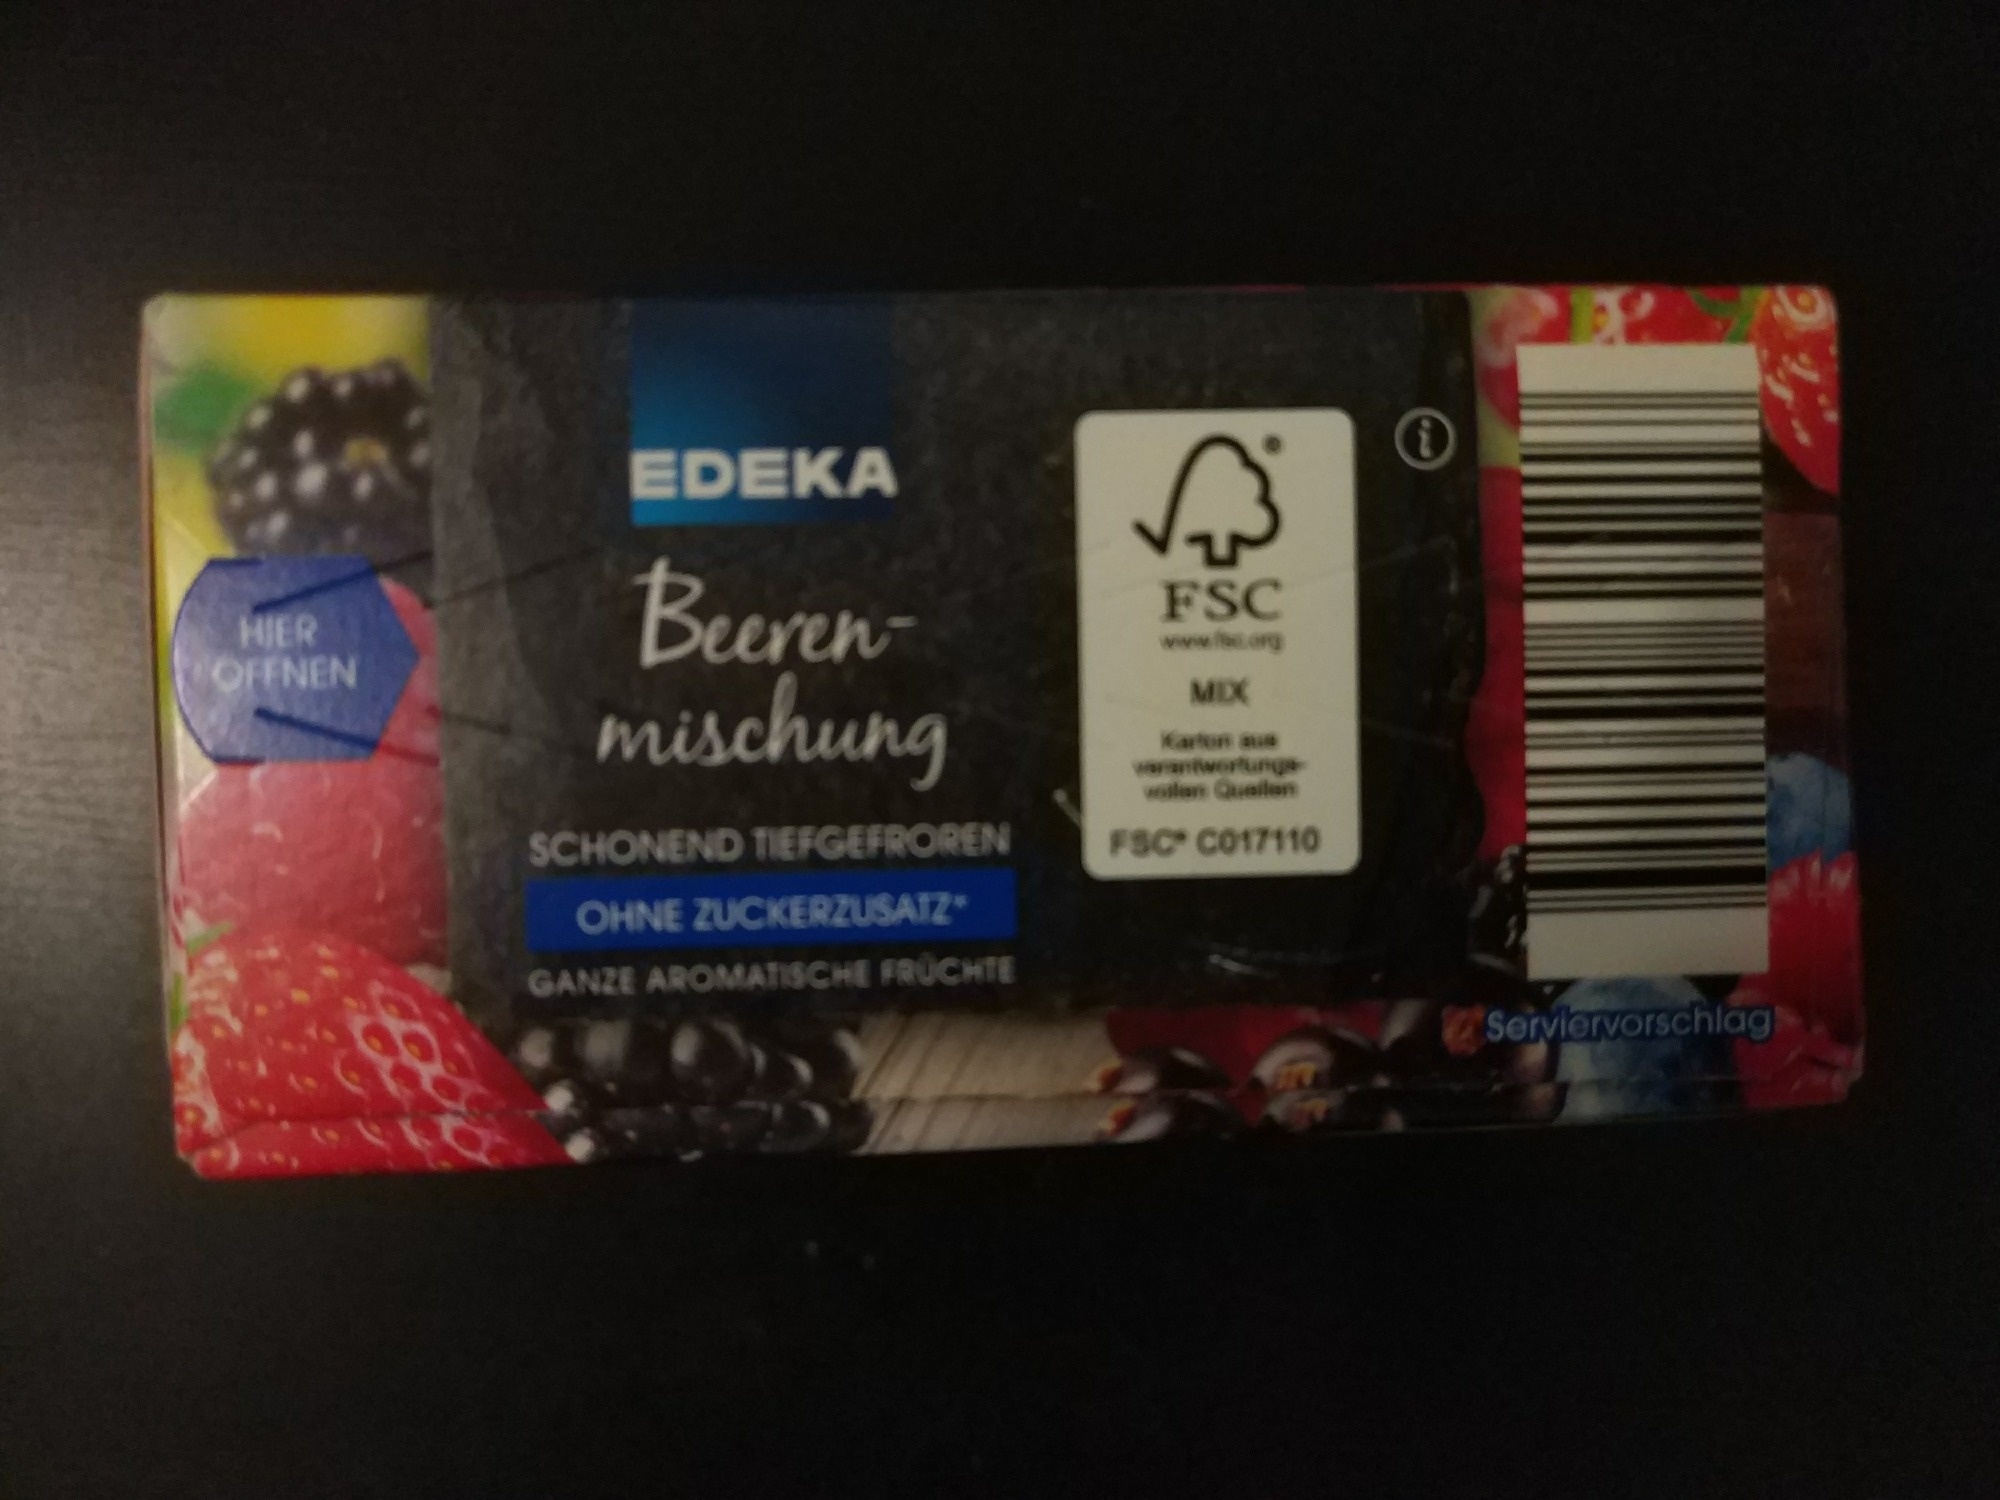 EDEKA
Beeren-
mischung
SCHONEND TIEFGEFROREN
OHNE ZUCKERZUSATZ*
GANZE AROMATISCHE FRÜCHTE
HIER
ÖFFNEN
FSC
www.fsc.org
MIX
Karton aus
verantwortungs-
vollen Quellen
FSC® C017110
i
Serviervorschlag